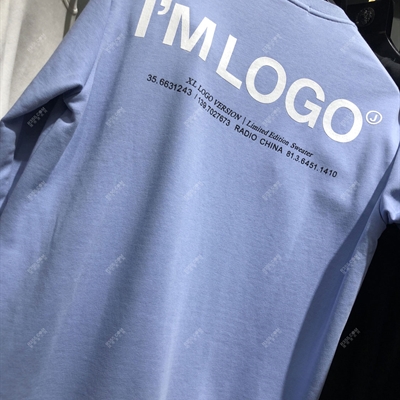 I'M LOGO J
XL LOGO VERSION | Limited Edition Sweater
35.6631243 | 139.7027673 RADIO CHINA 81.3.6451.1410